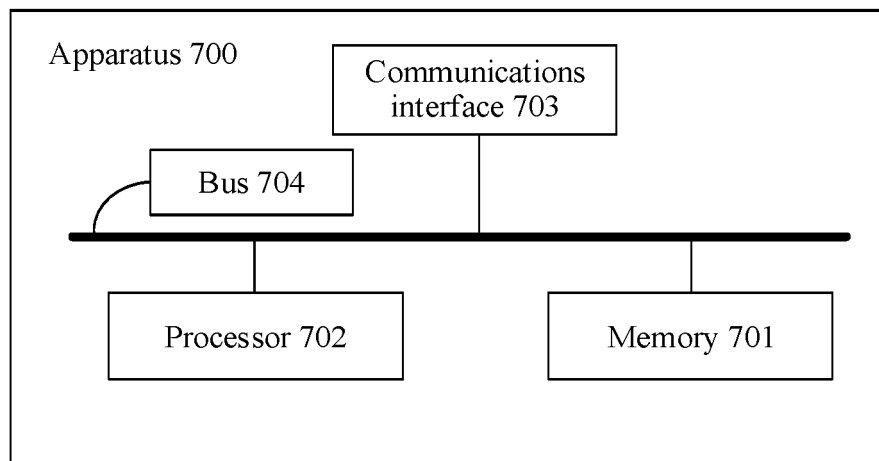 Apparatus 700
Communications
interface 703
Bus 704
Processor 702
Memory 701